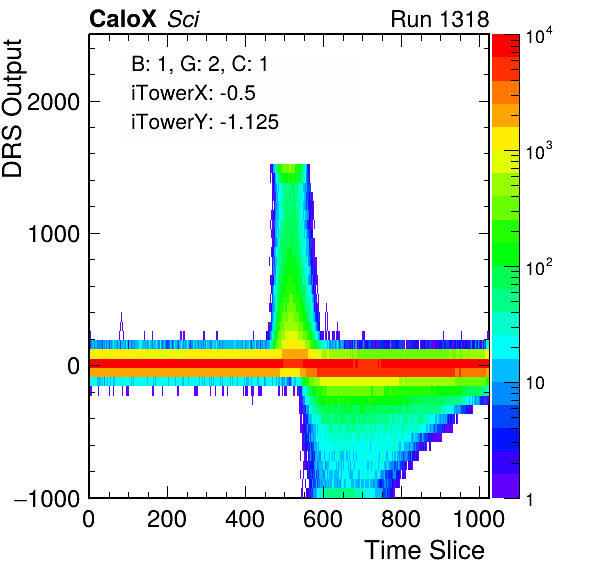 CaloX Sci Run 1318
B: 1, G: 2, C: 1
iTowerX: -0.5
iTowerY: -1.125
DRS Output
2000
1000
0
−1000
0 200 400 600 800 1000
Time Slice
10^4
10^3
10^2
10
1